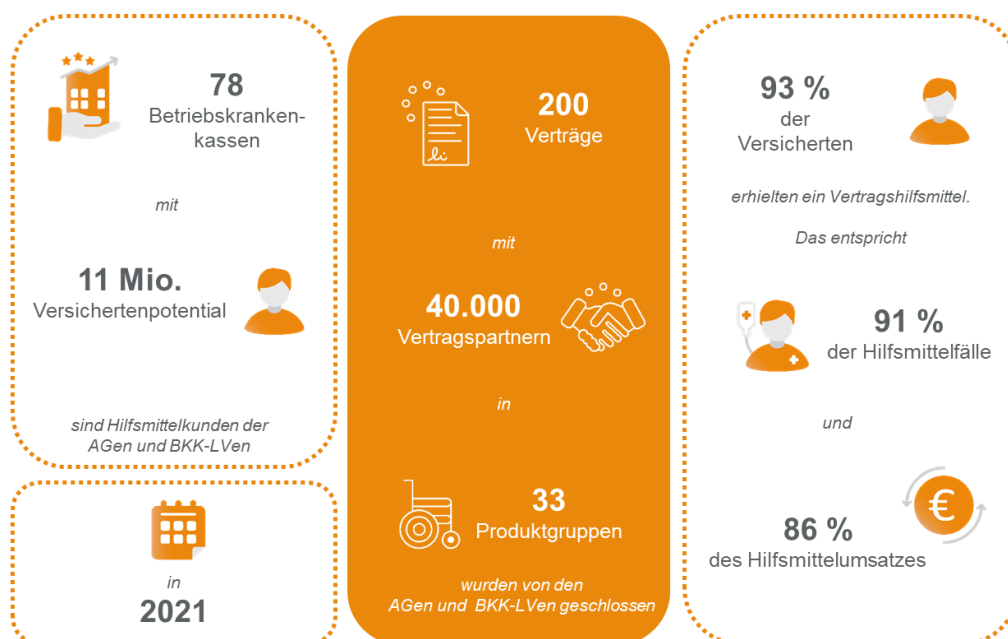 78
Betriebskranken-
kassen
mit
11 Mio.
Versichertenpotential
sind Hilfsmittelkunden der
AGen und BKK-LVen
in
2021
li
200
Verträge
mit
40.000
Vertragspartnern
in
33
Produktgruppen
wurden von den
AGen und BKK-LVen geschlossen
93 %
der
Versicherten
erhielten ein Vertragshilfsmittel.
Das entspricht
91 %
der Hilfsmittelfälle
und
€
86 %
des Hilfsmittelumsatzes